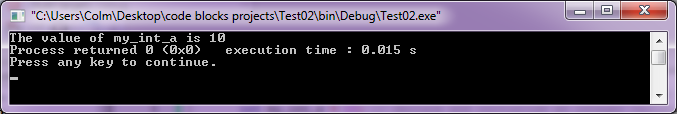 "C:\Users\Colm\Desktop\code blocks projects\Test02\bin\Debug\Test02.exe"
The value of my_int_a is 10
Process returned 0 (0x0)   execution time : 0.015 s
Press any key to continue.